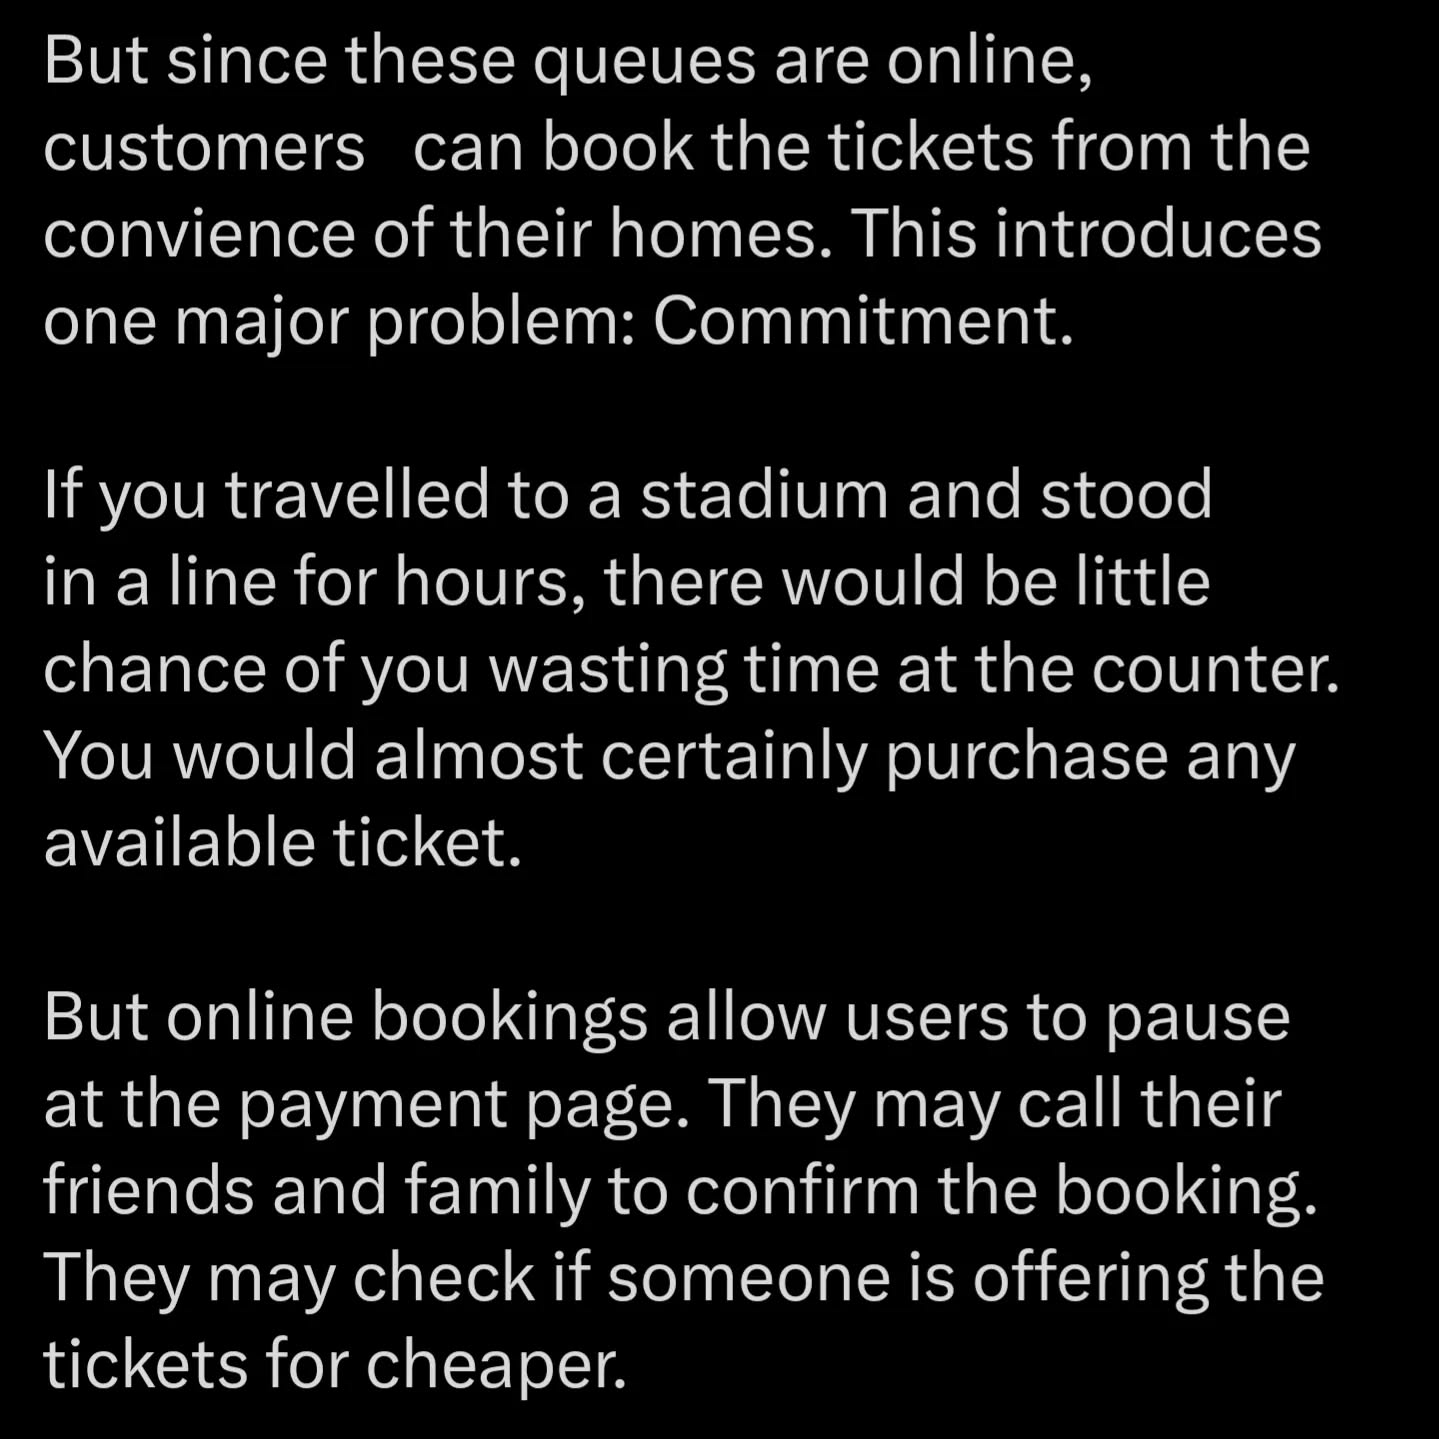 But since these queues are online,
customers   can book the tickets from the
convience of their homes. This introduces
one major problem: Commitment.
If you travelled to a stadium and stood
in a line for hours, there would be little
chance of you wasting time at the counter.
You would almost certainly purchase any
available ticket.
But online bookings allow users to pause
at the payment page. They may call their
friends and family to confirm the booking.
They may check if someone is offering the
tickets for cheaper.